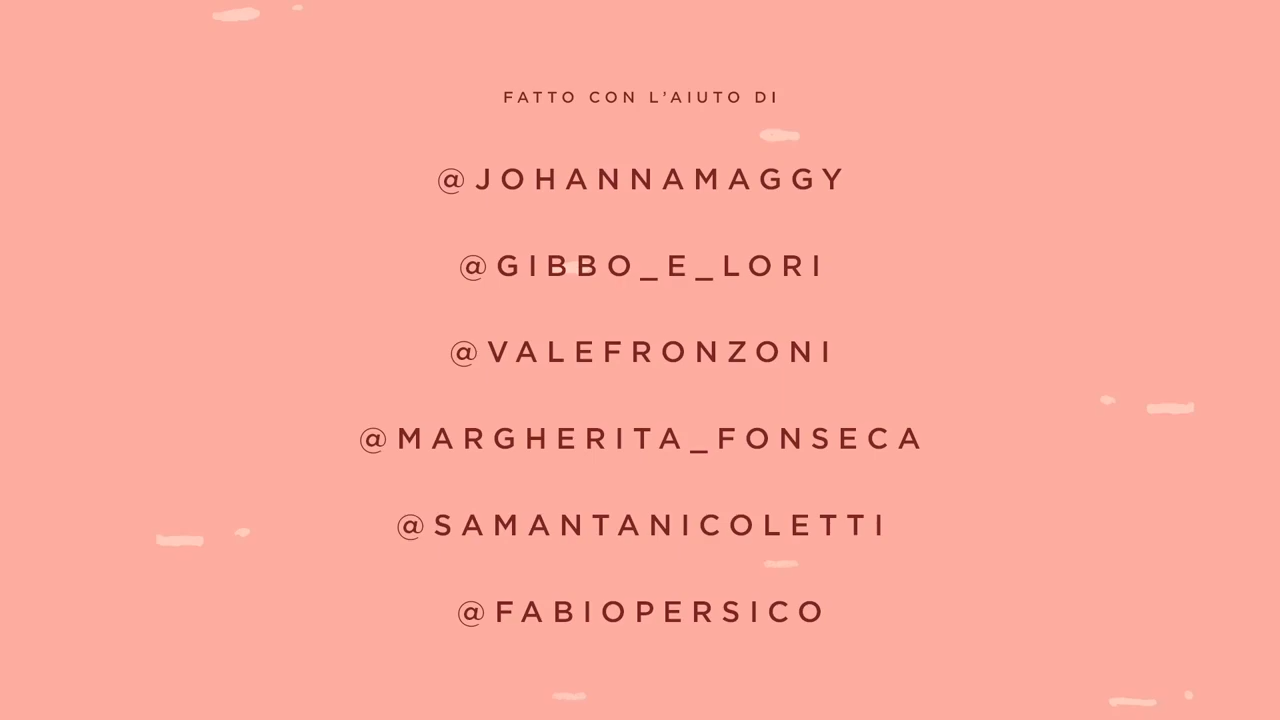 FATTO CON L’AIUTO DI
@JOHANNAMAGGY
@GIBBO_E_LORI
@VALEFRONZONI
@MARGHERITA_FONSECA
@SAMANTANICOLETTI
@FABIOPERSICO